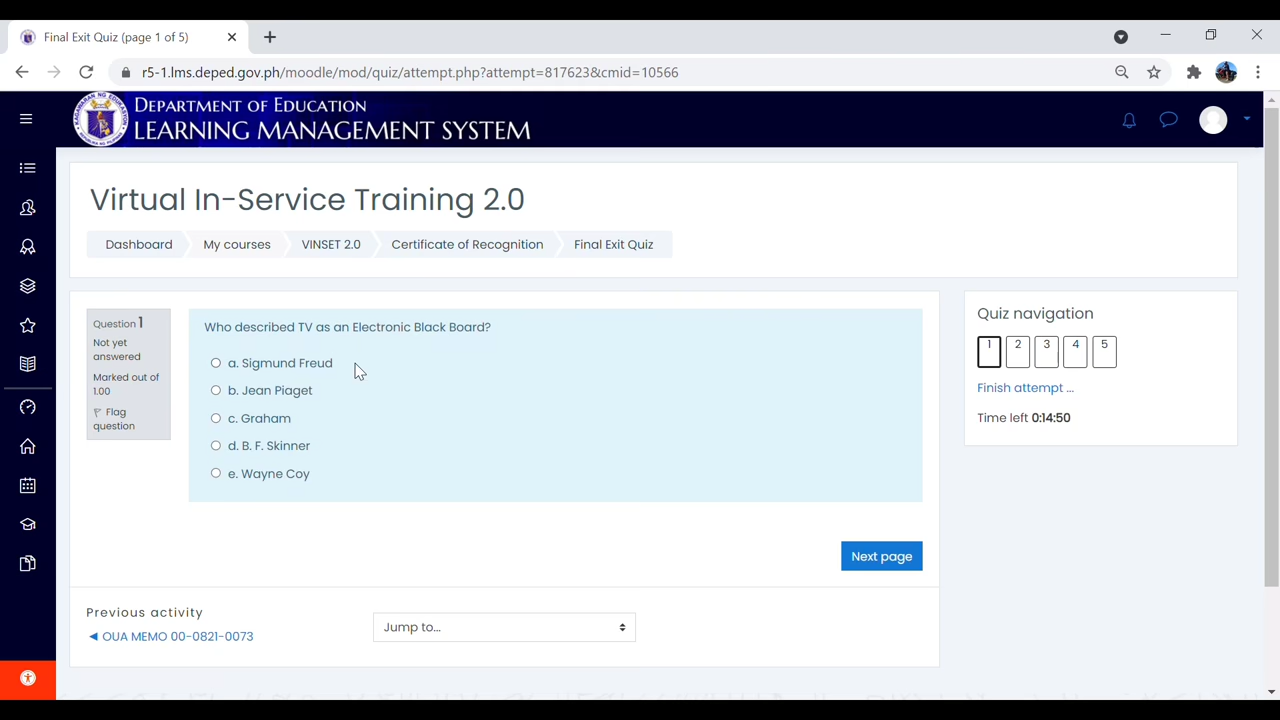 Final Exit Quiz (page 1 of 5)
r5-1.lms.deped.gov.ph/moodle/mod/quiz/attempt.php?attempt=817623&cmid=10566
DEPARTMENT OF EDUCATION
LEARNING MANAGEMENT SYSTEM
Virtual In-Service Training 2.0
Dashboard My courses VINSET 2.0 Certificate of Recognition Final Exit Quiz
Question 1
Not yet
answered
Marked out of
1.00
Flag
question
Who described TV as an Electronic Black Board?
a. Sigmund Freud
b. Jean Piaget
c. Graham
d. B. F. Skinner
e. Wayne Coy
Next page
Quiz navigation
1 2 3 4 5
Finish attempt ...
Time left 0:14:50
Previous activity
◄ OUA MEMO 00-0821-0073
Jump to...